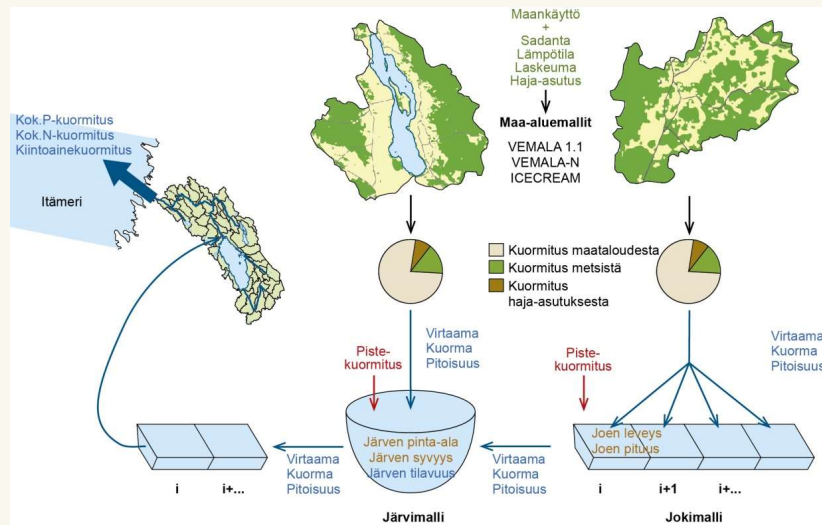 Maankäyttö
+
Sadanta
Lämpötila
Laskeuma
Haja-asutus
Maa-aluemallit
VEMALA 1.1
VEMALA-N
ICECREAM
Kok.P-kuormitus
Kok.N-kuormitus
Kiintoainekuormitus
Itämeri
Kuormitus maataloudesta
Kuormitus metsistä
Kuormitus
haja-asutuksesta
Piste-
kuormitus
Virtaama
Kuorma
Pitoisuus
Piste-
kuormitus
Virtaama
Kuorma
Pitoisuus
Järven pinta-ala
Järven syvyys
Järven tilavuus
Joen leveys
Joen pituus
Virtaama
Kuorma
Pitoisuus
Virtaama
Kuorma
Pitoisuus
i
i+...
i
i+1
i+...
Järvimalli
Jokimalli